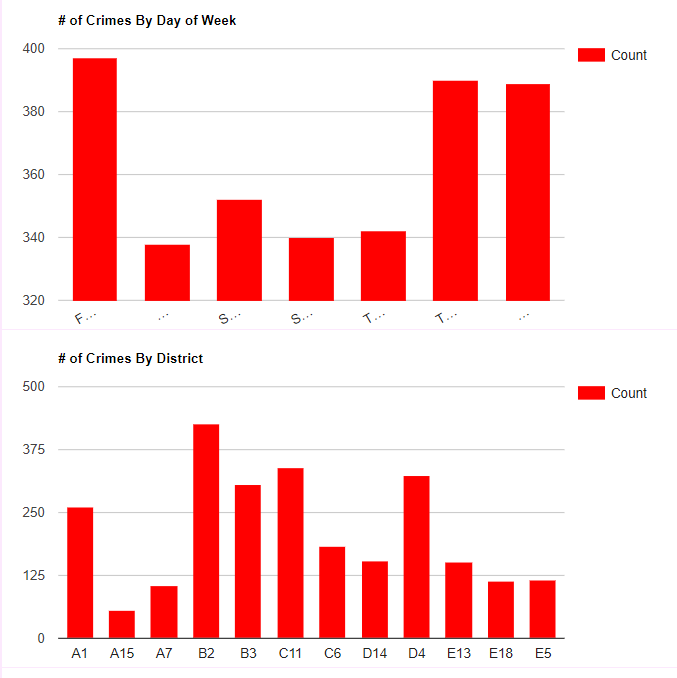 # of Crimes By Day of Week
400
Count
380
360
340
320
F... ... S... S... T... T... ...
# of Crimes By District
500
Count
375
250
125
0
A1 A15 A7 B2 B3 C11 C6 D14 D4 E13 E18 E5